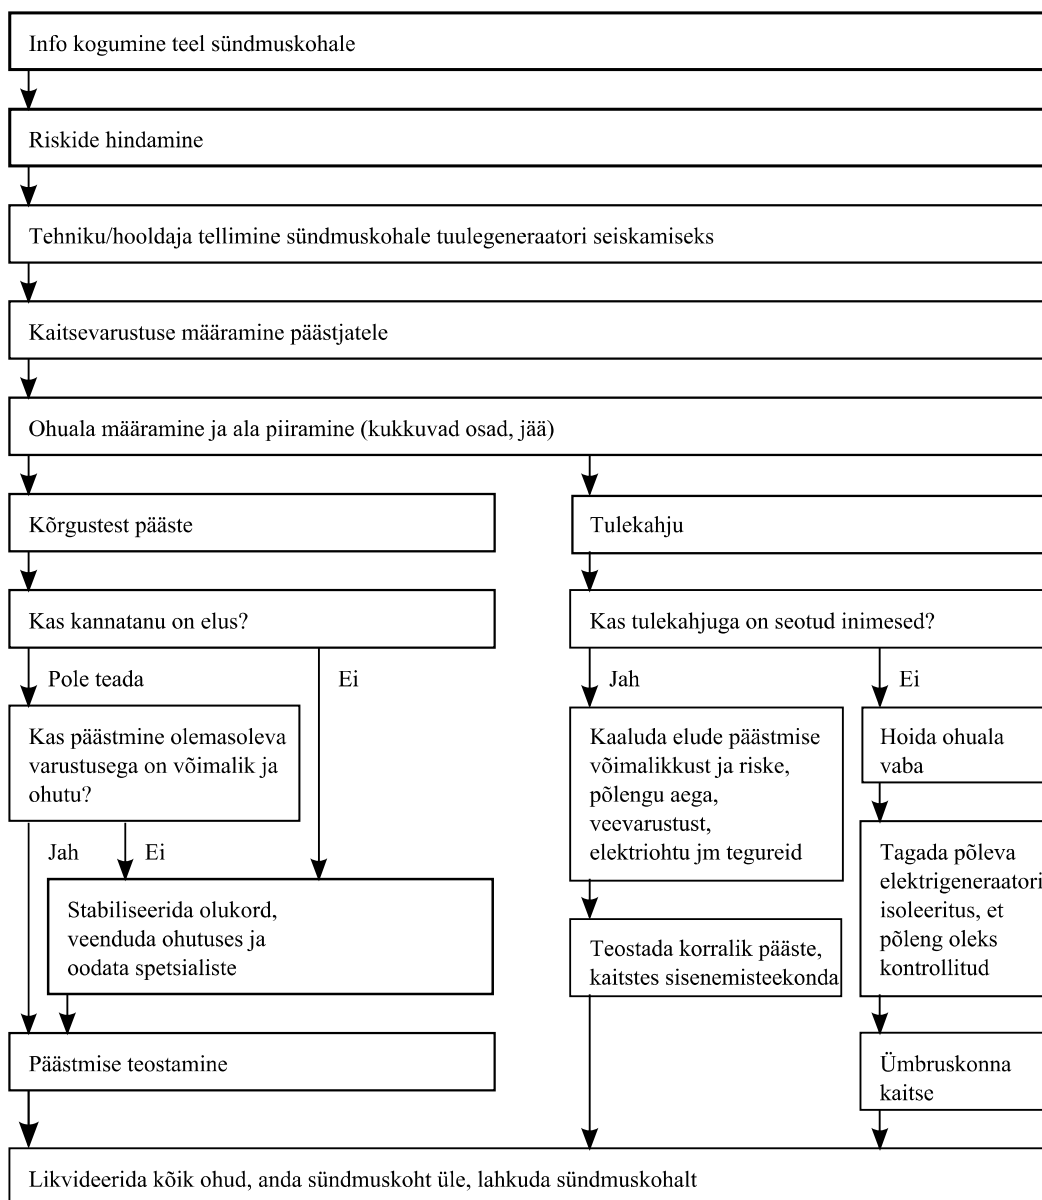 Info kogumine teel sündmuskohale
Riskide hindamine
Tehniku/hooldaja tellimine sündmuskohale tuulegeneraatori seiskamiseks
Kaitsevarustuse määramine päästjatele
Ohuala määramine ja ala piiramine (kukkuvad osad, jää)
Kõrgustest pääste
Kas kannatanu on elus?
Pole teada
Ei
Kas päästmine olemasoleva
varustusega on võimalik ja
ohutu?
Jah
Ei
Stabiliseerida olukord,
veenduda ohutuses ja
oodata spetsialiste
Päästmise teostamine
Tulekahju
Kas tulekahjuga on seotud inimesed?
Jah
Ei
Kaaluda elude päästmise
võimalikkust ja riske,
põlengu aega,
veevarustust,
elektriohtu jm tegureid
Teostada korralik pääste,
kaitstes sisenemisteekonda
Hoida ohuala
vaba
Tagada põleva
elektrigeneraatori
isoleeritus, et
põleng oleks
kontrollitud
Ümbruskonna
kaitse
Likvideerida kõik ohud, anda sündmuskoht üle, lahkuda sündmuskohalt